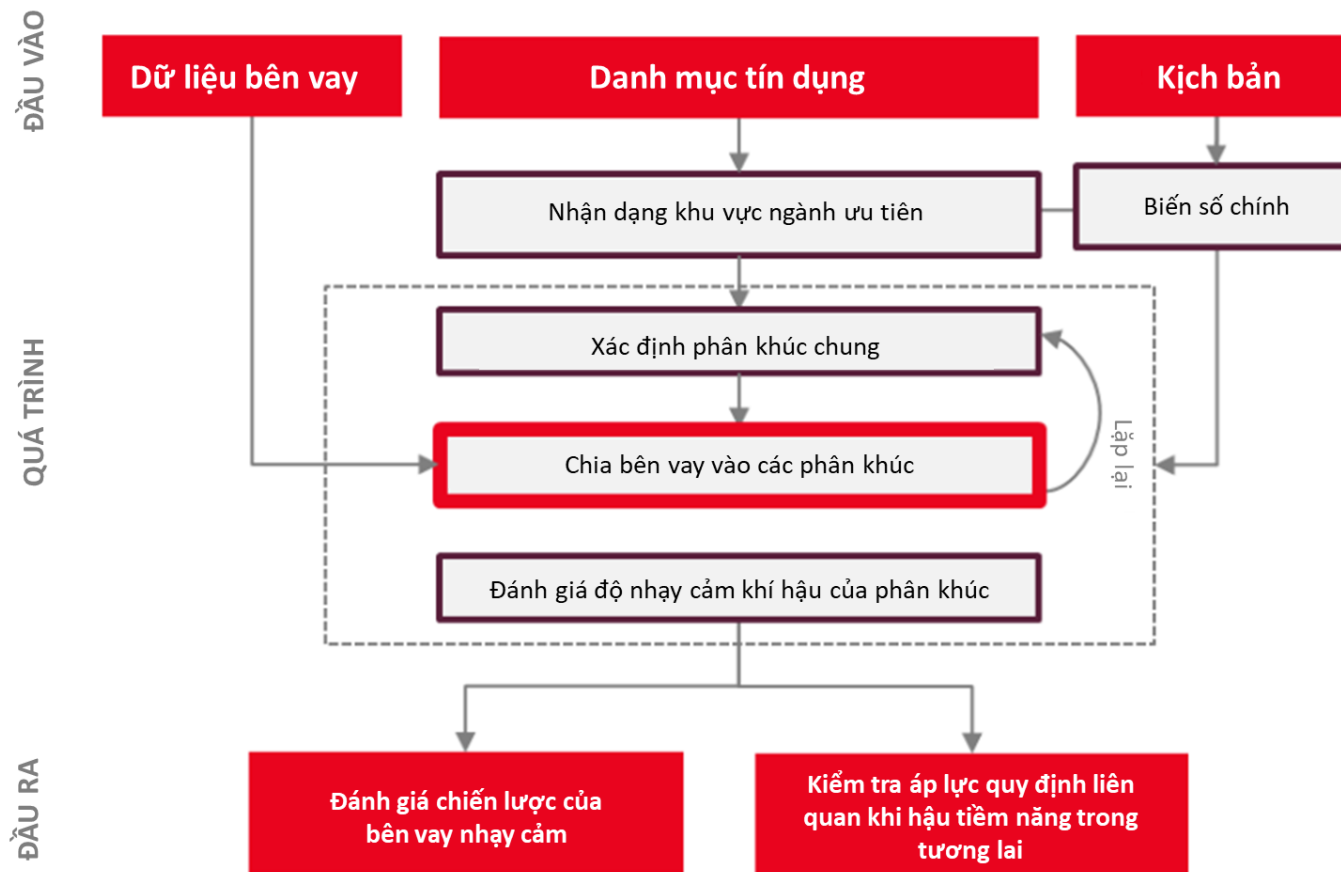 ĐẦU VÀO
Dữ liệu bên vay
Danh mục tín dụng
Kịch bản
Nhận dạng khu vực ngành ưu tiên
Biến số chính
QUÁ TRÌNH
Xác định phân khúc chung
Chia bên vay vào các phân khúc
Lặp lại
Đánh giá độ nhạy cảm khí hậu của phân khúc
ĐẦU RA
Đánh giá chiến lược của
bên vay nhạy cảm
Kiểm tra áp lực quy định liên
quan khi hậu tiềm năng trong
tương lai